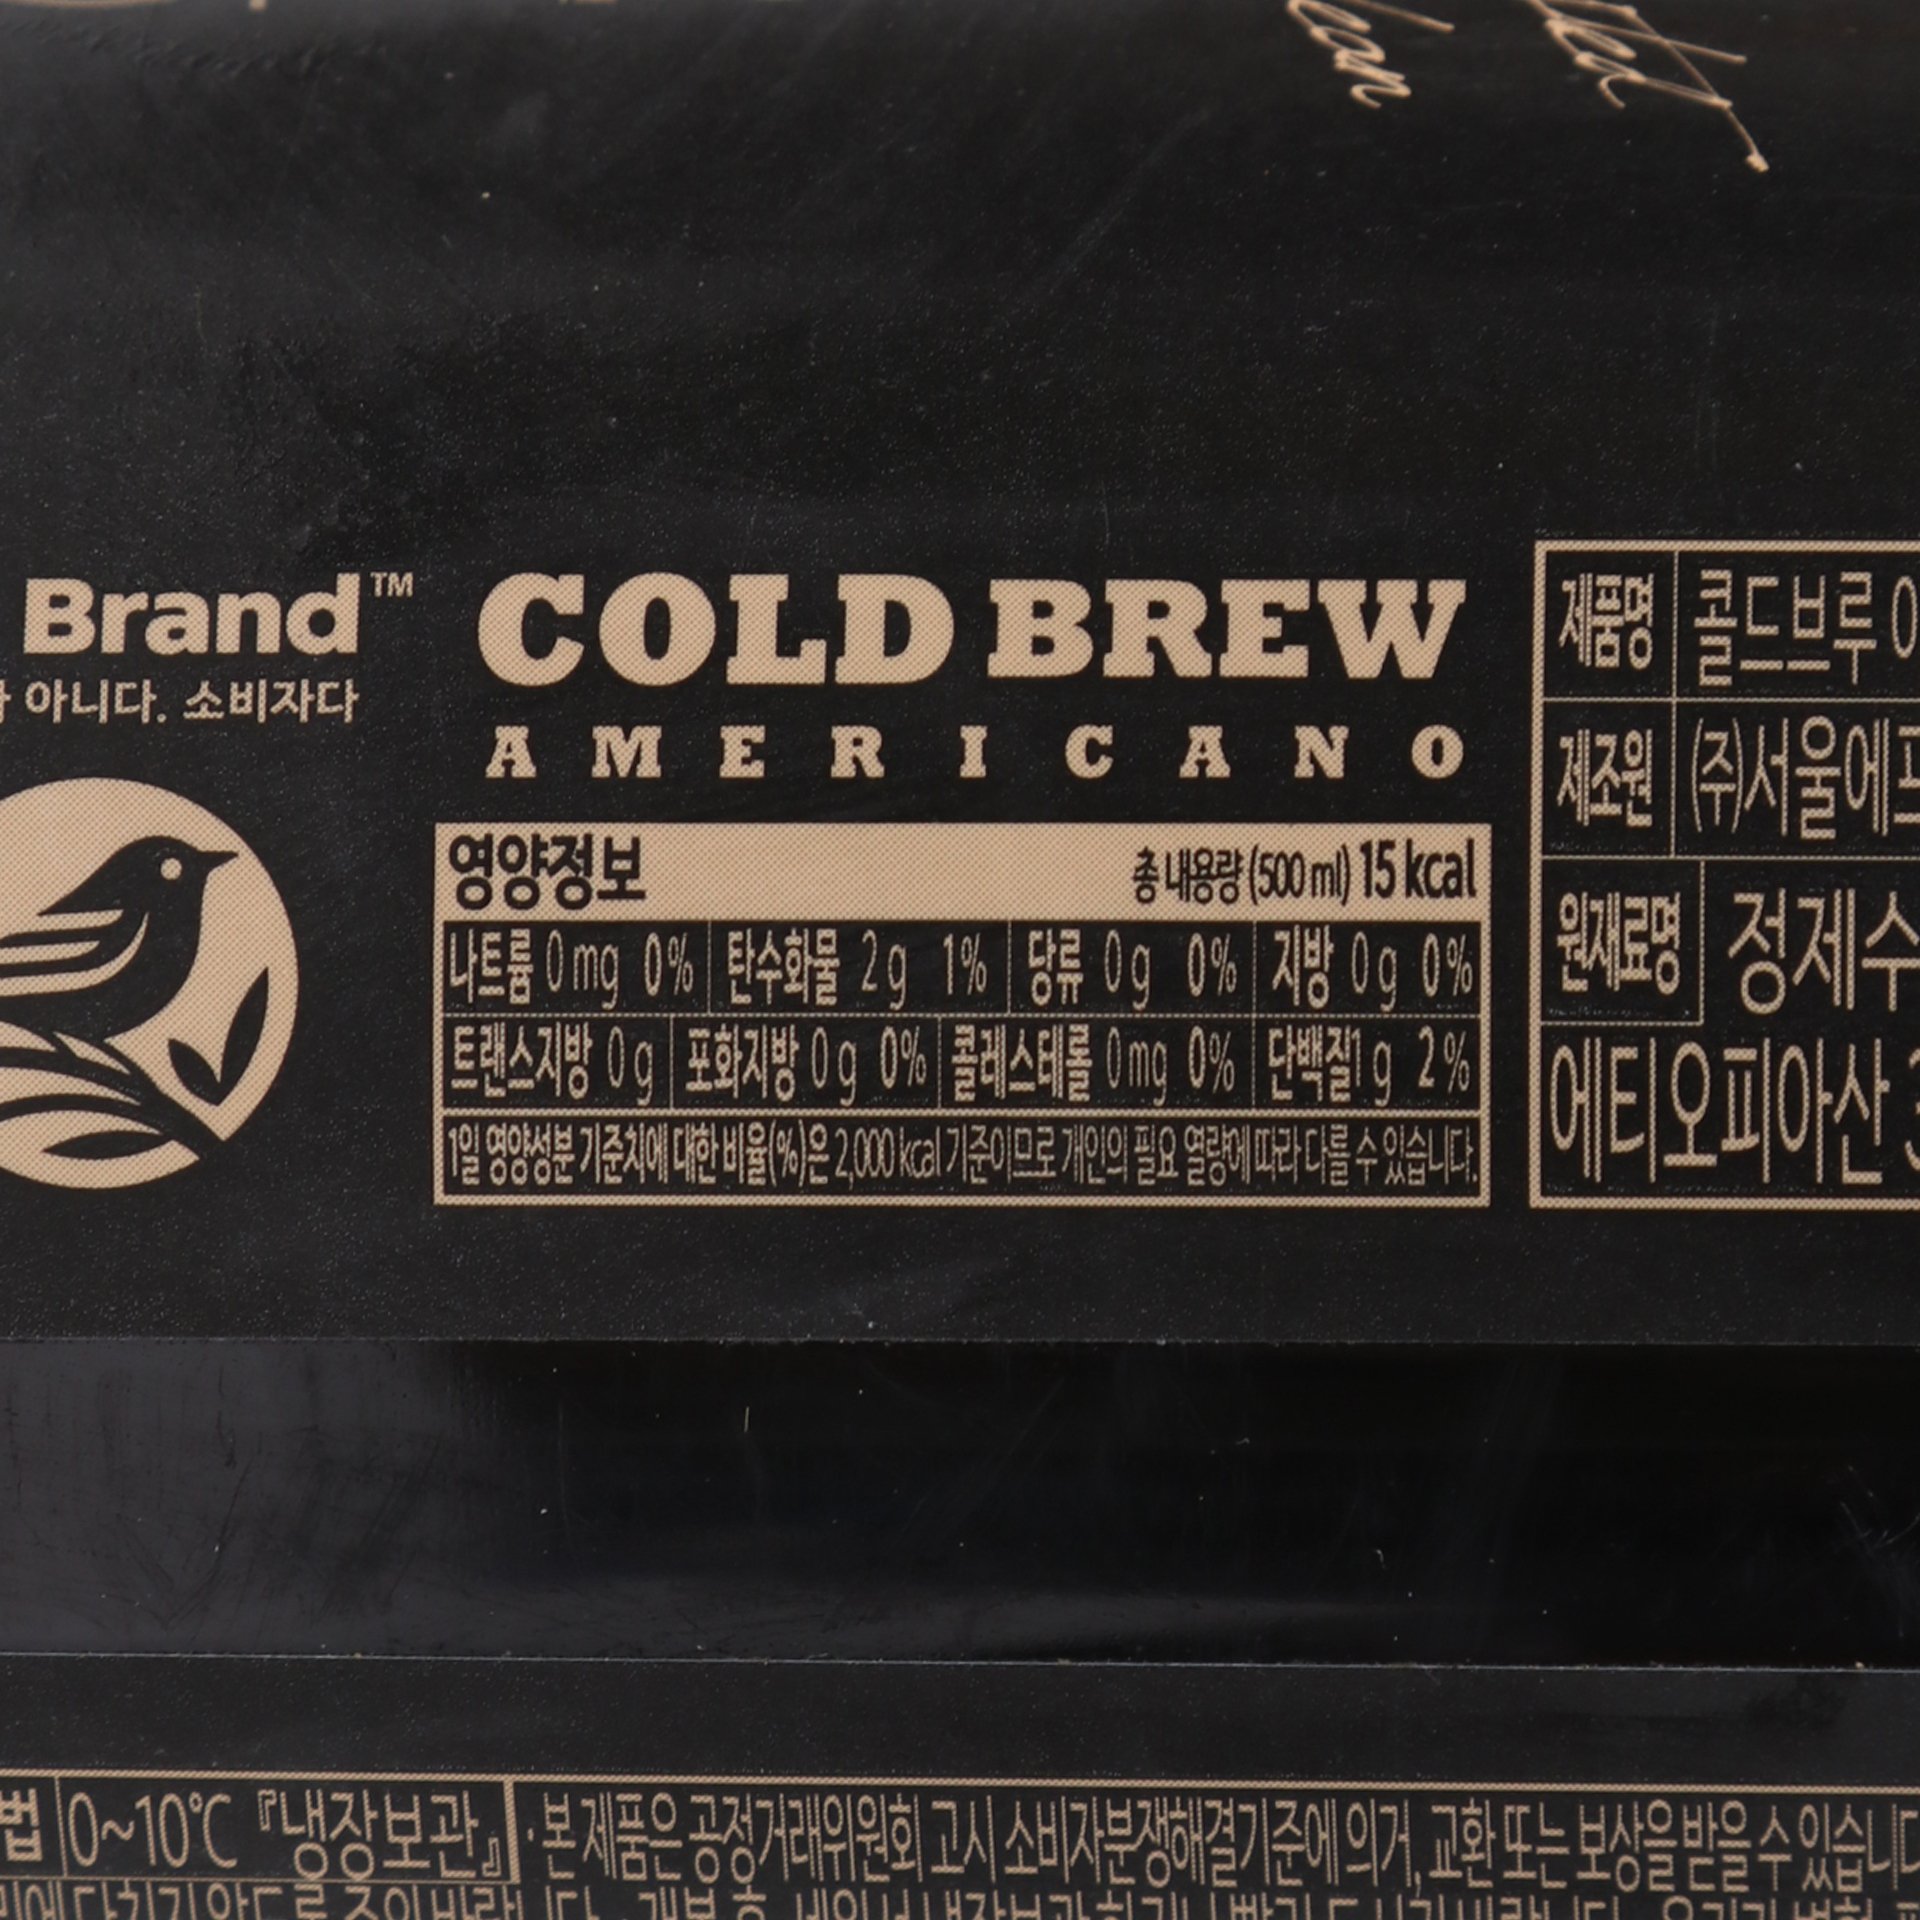 Brand™
아니다. 소비자다
COLD BREW
AMERICANO
영양정보 총 내용량 (500 ml) 15 kcal
나트륨 0 mg 0% 탄수화물 2 g 1% 당류 0 g 0% 지방 0 g 0%
트랜스지방 0 g 포화지방 0 g 0% 콜레스테롤 0 mg 0% 단백질 1 g 2%
1일 영양성분 기준치에 대한 비율(%)은 2,000 kcal 기준이므로 개인의 필요 열량에 따라 다를 수 있습니다.
제품명 콜드브루
제조원 (주)서울에프
원재료명 정제수
에티오피아산
법 0~10℃ 『냉장보관』
·본 제품은 공정거래위원회 고시 소비자분쟁해결기준에 의거, 교환 또는 보상을 받을 수 있습니다